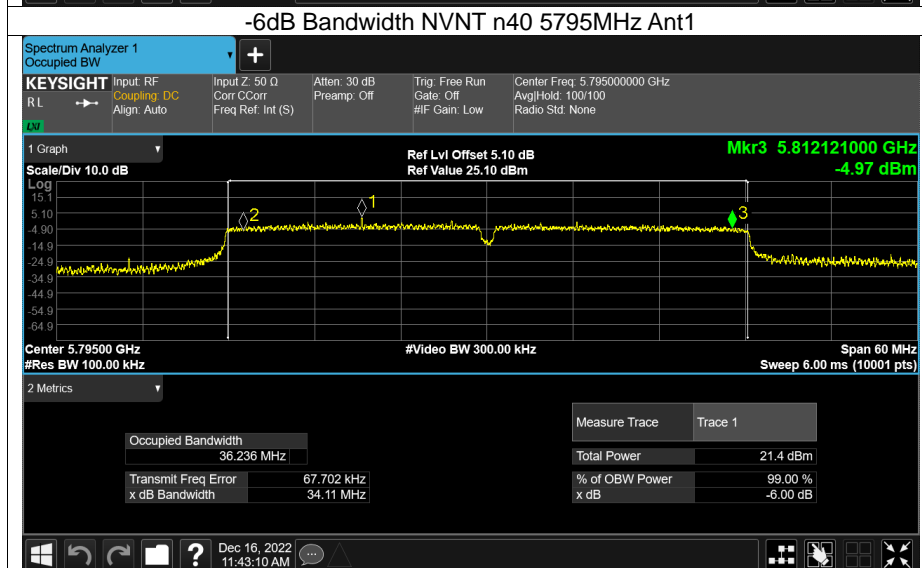 -6dB Bandwidth NVNT n40 5795MHz Ant1
Spectrum Analyzer 1
Occupied BW
+
KEYSIGHT Input: RF Input Z: 50 Ω Atten: 30 dB Trig: Free Run Center Freq: 5.795000000 GHz
R L Coupling: DC Corr CCorr Preamp: Off Gate: Off Avg|Hold: 100/100
Align: Auto Freq Ref: Int (S) #IF Gain: Low Radio Std: None
LXI
1 Graph Ref Lvl Offset 5.10 dB Mkr3 5.812121000 GHz
Scale/Div 10.0 dB Ref Value 25.10 dBm -4.97 dBm
Log
15.1
5.10
-4.90
-14.9
-24.9
-34.9
-44.9
-54.9
-64.9
2
1
3
Center 5.79500 GHz #Video BW 300.00 kHz Span 60 MHz
#Res BW 100.00 kHz Sweep 6.00 ms (10001 pts)
2 Metrics
Measure Trace Trace 1
Occupied Bandwidth
36.236 MHz Total Power 21.4 dBm
Transmit Freq Error 67.702 kHz % of OBW Power 99.00 %
x dB Bandwidth 34.11 MHz x dB -6.00 dB
? Dec 16, 2022
11:43:10 AM